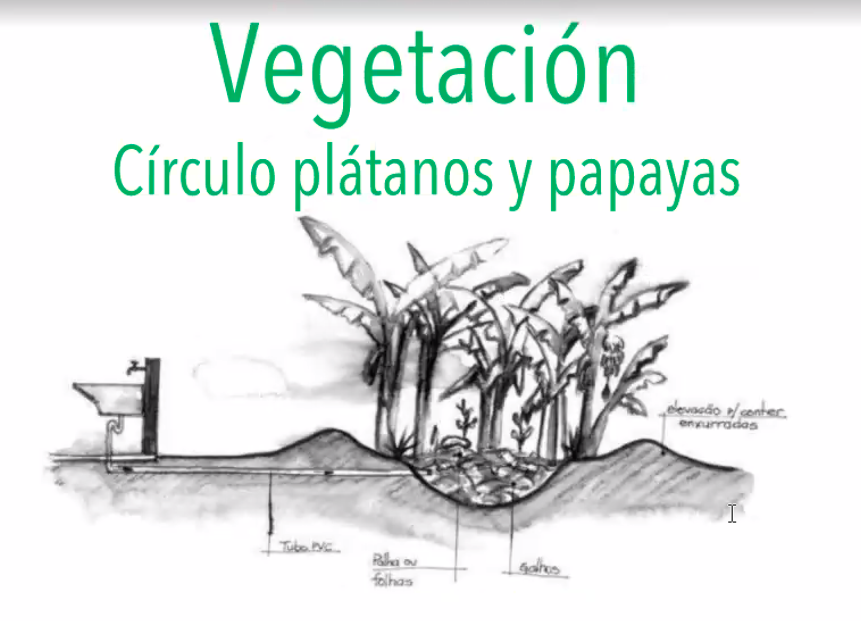 Vegetación
Círculo plátanos y papayas
elevação p/ conter
enxurradas
Tubo PVC
Palha ou
folhas
galhos